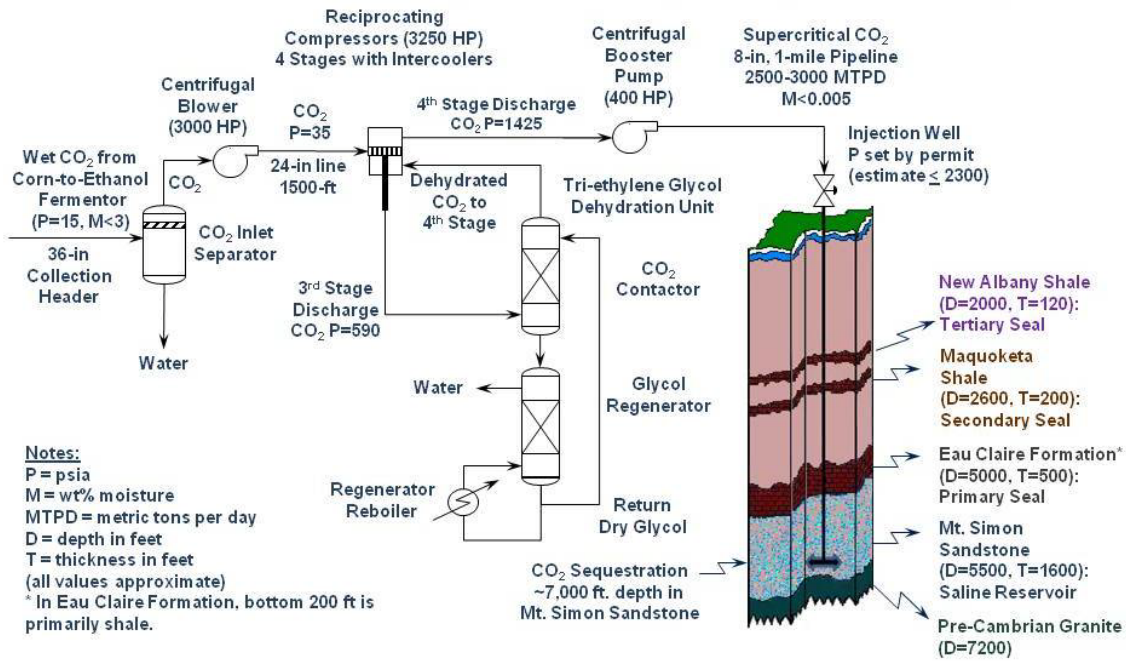 Reciprocating
Compressors (3250 HP)
4 Stages with Intercoolers
Centrifugal
Booster
Pump
(400 HP)
Supercritical CO₂
8-in, 1-mile Pipeline
2500-3000 MTPD
M<0.005
Centrifugal
Blower
(3000 HP)
CO₂
P=35
4th Stage Discharge
CO₂ P=1425
Injection Well
P set by permit
(estimate ≤ 2300)
Wet CO₂ from
Corn-to-Ethanol
Fermentor
(P=15, M<3)
CO₂
24-in line
1500-ft
Dehydrated
CO₂ to
4th Stage
Tri-ethylene Glycol
Dehydration Unit
36-in
Collection
Header
CO₂ Inlet
Separator
CO₂
Contactor
3rd Stage
Discharge
CO₂ P=590
New Albany Shale
(D=2000, T=120):
Tertiary Seal
Water
Water
Glycol
Regenerator
Maquoketa
Shale
(D=2600, T=200):
Secondary Seal
Notes:
P = psia
M = wt% moisture
MTPD = metric tons per day
D = depth in feet
T = thickness in feet
(all values approximate)
* In Eau Claire Formation, bottom 200 ft is
primarily shale.
Regenerator
Reboiler
Return
Dry Glycol
Eau Claire Formation*
(D=5000, T=500):
Primary Seal
CO₂ Sequestration
~7,000 ft. depth in
Mt. Simon Sandstone
Mt. Simon
Sandstone
(D=5500, T=1600):
Saline Reservoir
Pre-Cambrian Granite
(D=7200)